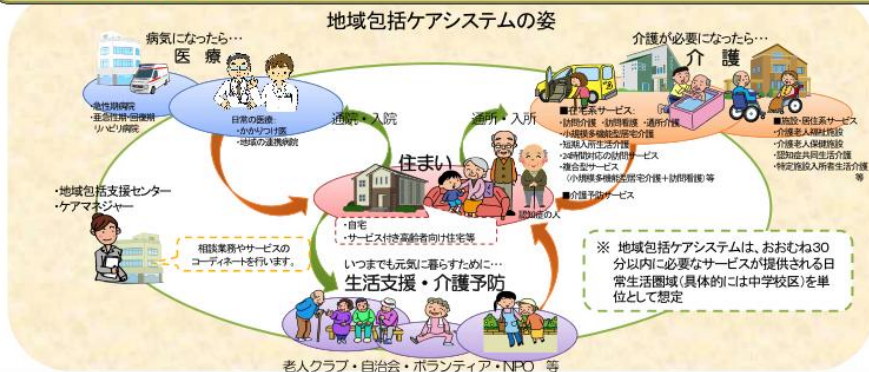 地域包括ケアシステムの姿
病気になったら…
医療
・急性期病院
・亜急性期・回復期
リハビリ病院
日常の医療:
・かかりつけ医
・地域の連携病院
通院・入院
介護が必要になったら…
介護
通所・入所
■在宅系サービス:
・訪問介護 ・訪問看護 ・通所介護
・小規模多機能型居宅介護
・短期入所生活介護
・24時間対応の訪問サービス
・複合型サービス
(小規模多機能型居宅介護+訪問看護)等
■介護予防サービス
■施設・居住系サービス
・介護老人福祉施設
・介護老人保健施設
・認知症共同生活介護
・特定施設入所者生活介護
等
住まい
・自宅
・サービス付き高齢者向け住宅等
認知症の人
・地域包括支援センター
・ケアマネジャー
相談業務やサービスの
コーディネートを行います。
いつまでも元気に暮らすために…
生活支援・介護予防
老人クラブ・自治会・ボランティア・NPO 等
※ 地域包括ケアシステムは、おおむね30
分以内に必要なサービスが提供される日
常生活圏域(具体的には中学校区)を単
位として想定